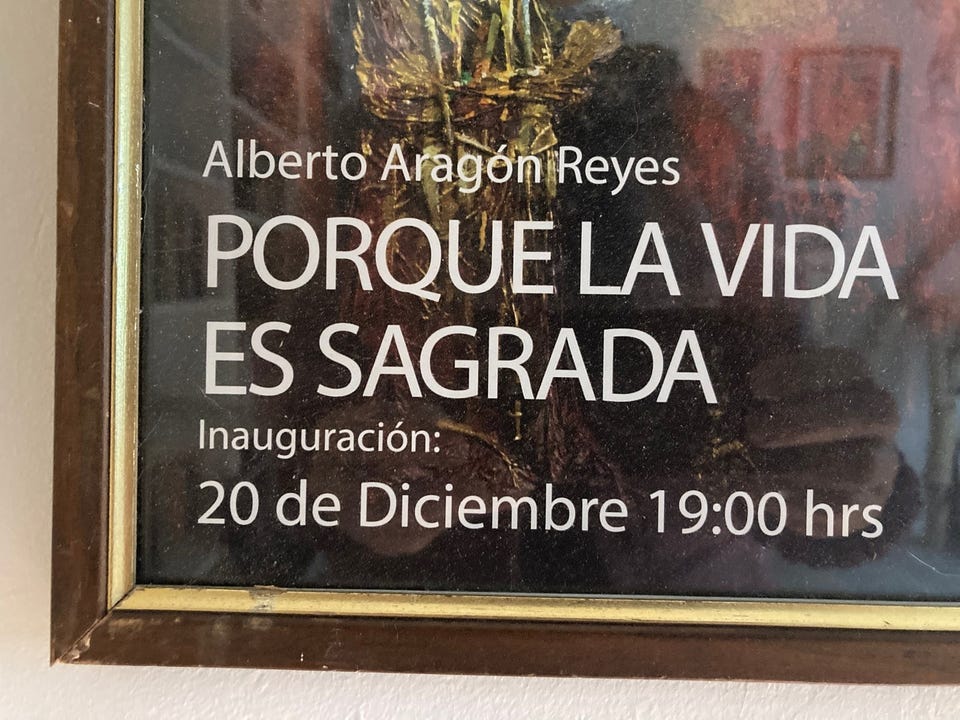 Alberto Aragón Reyes
PORQUE LA VIDA
ES SAGRADA
Inauguración:
20 de Diciembre 19:00 hrs